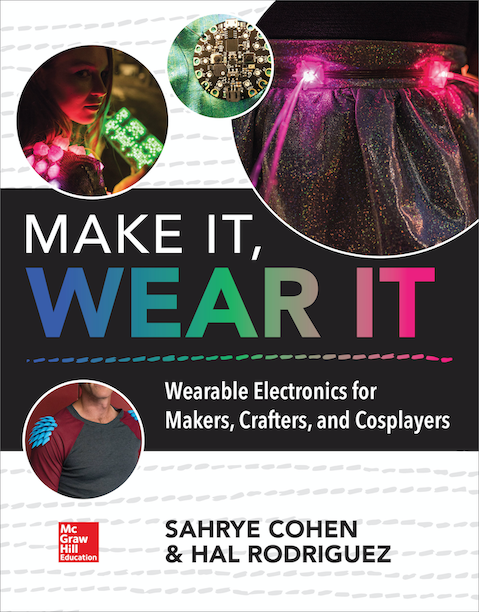 MAKE IT,
WEAR IT
Wearable Electronics for
Makers, Crafters, and Cosplayers
Mc
Graw
Hill
Education
SAHRYE COHEN
& HAL RODRIGUEZ